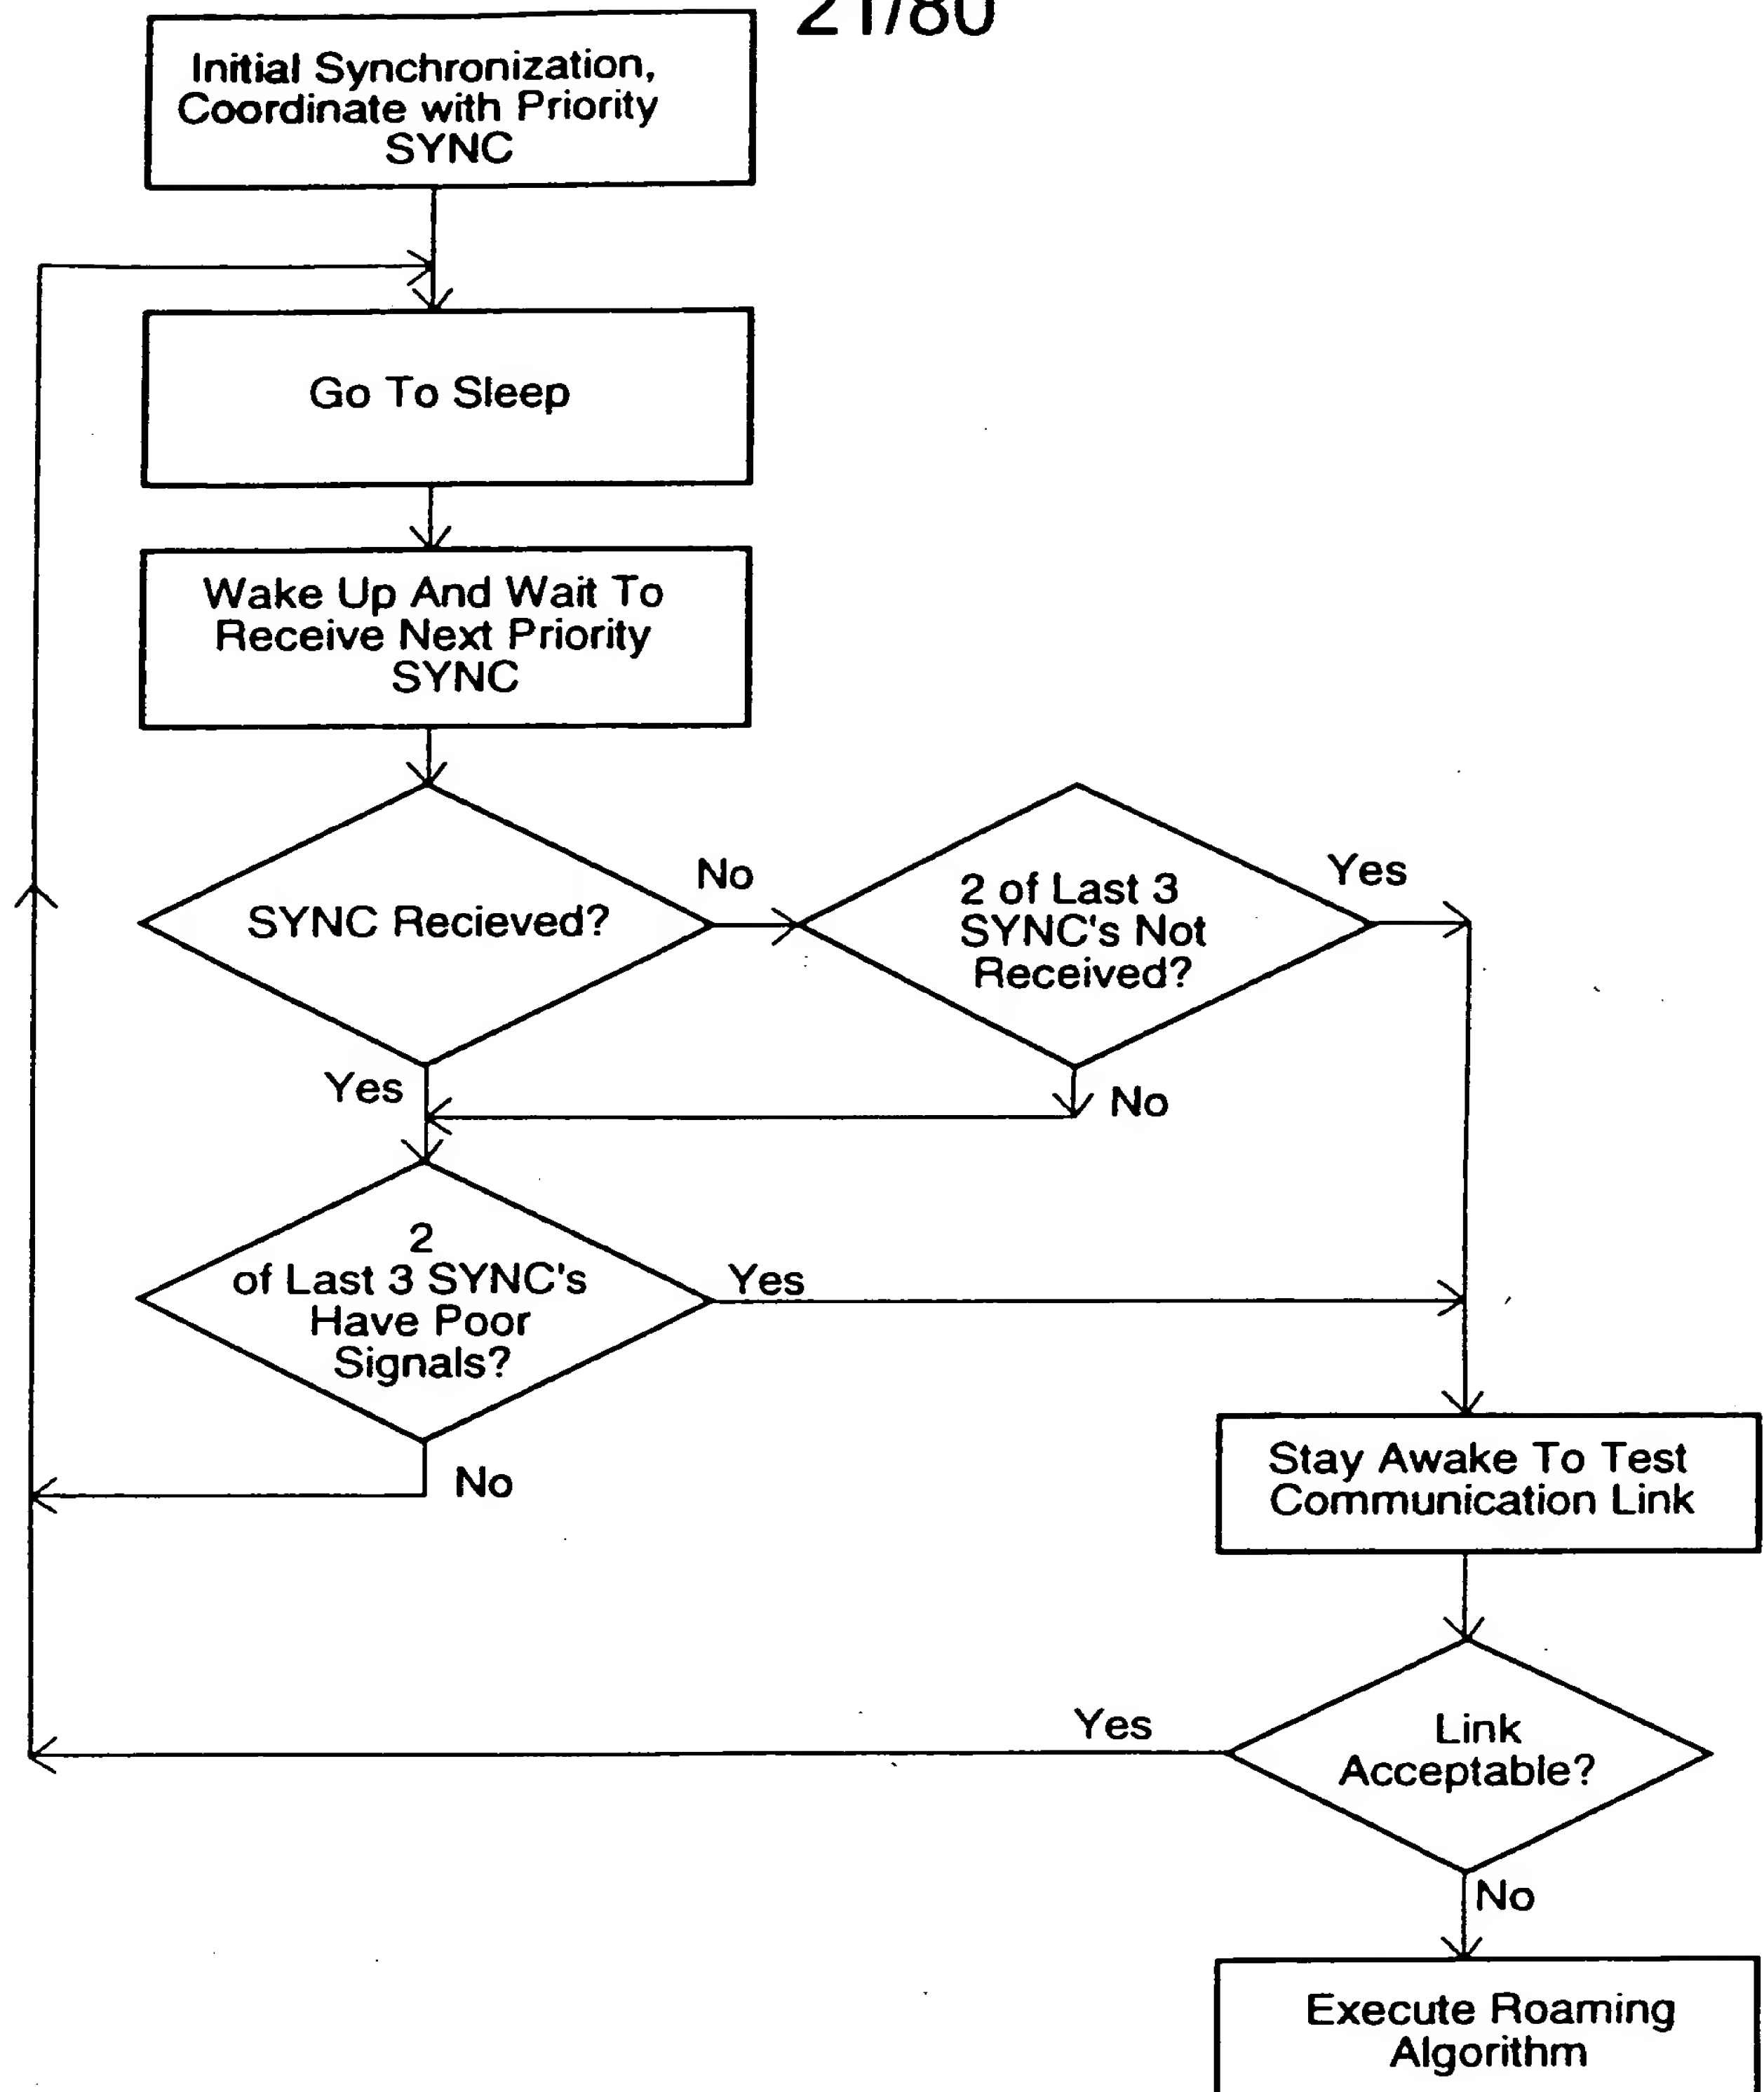 21/80
Initial Synchronization,
Coordinate with Priority
SYNC
Go To Sleep
Wake Up And Wait To
Receive Next Priority
SYNC
SYNC Recieved?
No
2 of Last 3
SYNC's Not
Received?
Yes
Yes
No
2
of Last 3 SYNC's
Have Poor
Signals?
Yes
No
Stay Awake To Test
Communication Link
Yes
Link
Acceptable?
No
Execute Roaming
Algorithm